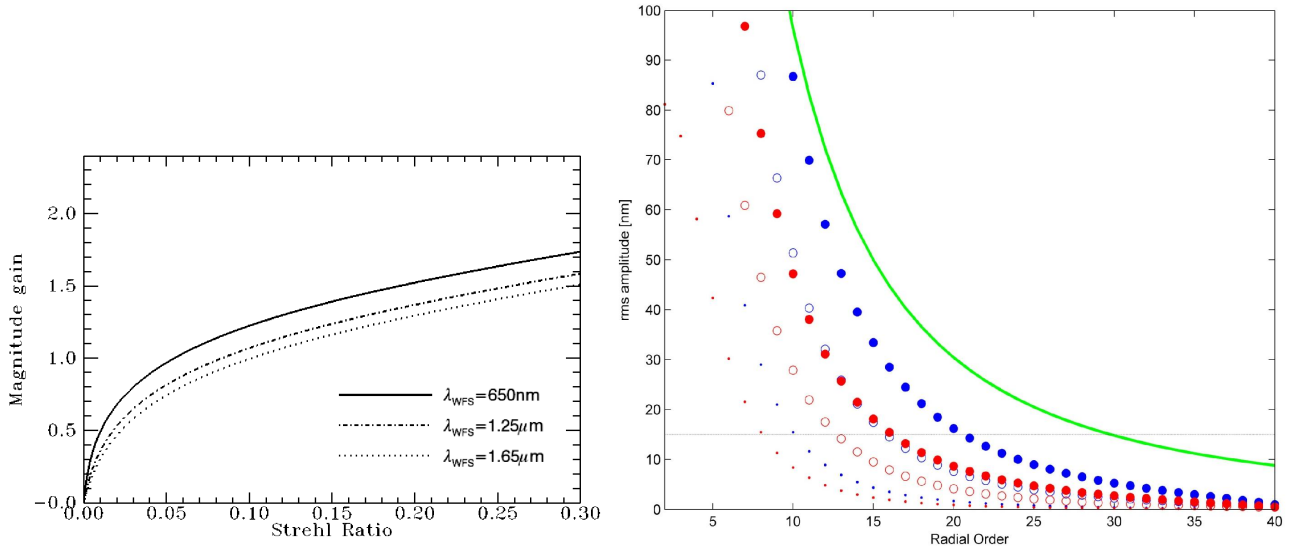 Magnitude gain
2.0
1.5
1.0
0.5
-0.0
0.00 0.05 0.10 0.15 0.20 0.25 0.30
Strehl Ratio
λWFS=650nm
λWFS=1.25μm
λWFS=1.65μm
rms amplitude [nm]
100
90
80
70
60
50
40
30
20
10
0
5 10 15 20 25 30 35 40
Radial Order